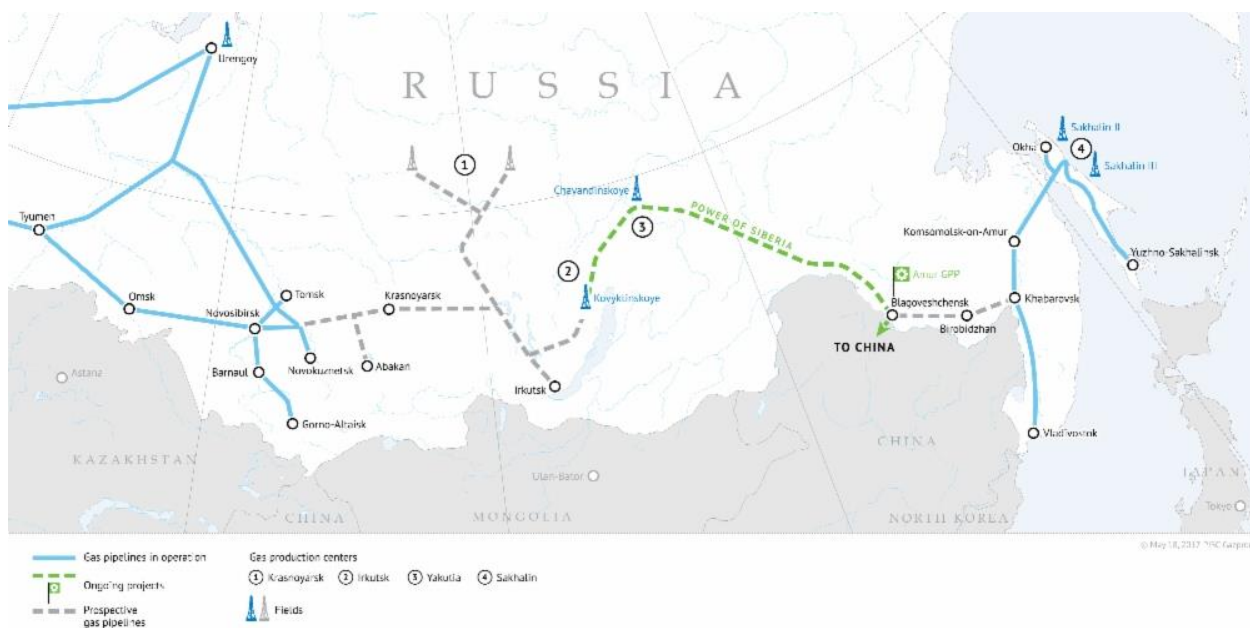 Urengoy
RUSSIA
1
Chayandinskoye
3
POWER OF SIBERIA
2
Kovyktinskoye
Okha
Sakhalin II
4
Sakhalin III
Tyumen
Komsomolsk-on-Amur
Yuzhno-Sakhalinsk
Omsk
Tomsk
Novosibirsk
Krasnoyarsk
Amur GPP
Blagoveshchensk
Khabarovsk
Birobidzhan
TO CHINA
Astana
Barnaul
Novokuznetsk
Abakan
Irkutsk
Gorno-Altaisk
Vladivostok
KAZAKHSTAN
Ulan-Bator
CHINA
CHINA
MONGOLIA
NORTH KOREA
JAPAN
Tokyo
© May 18, 2017 PJSC Gazprom
Gas pipelines in operation
Ongoing projects
Prospective
gas pipelines
Gas production centers
1 Krasnoyarsk 2 Irkutsk 3 Yakutia 4 Sakhalin
Fields